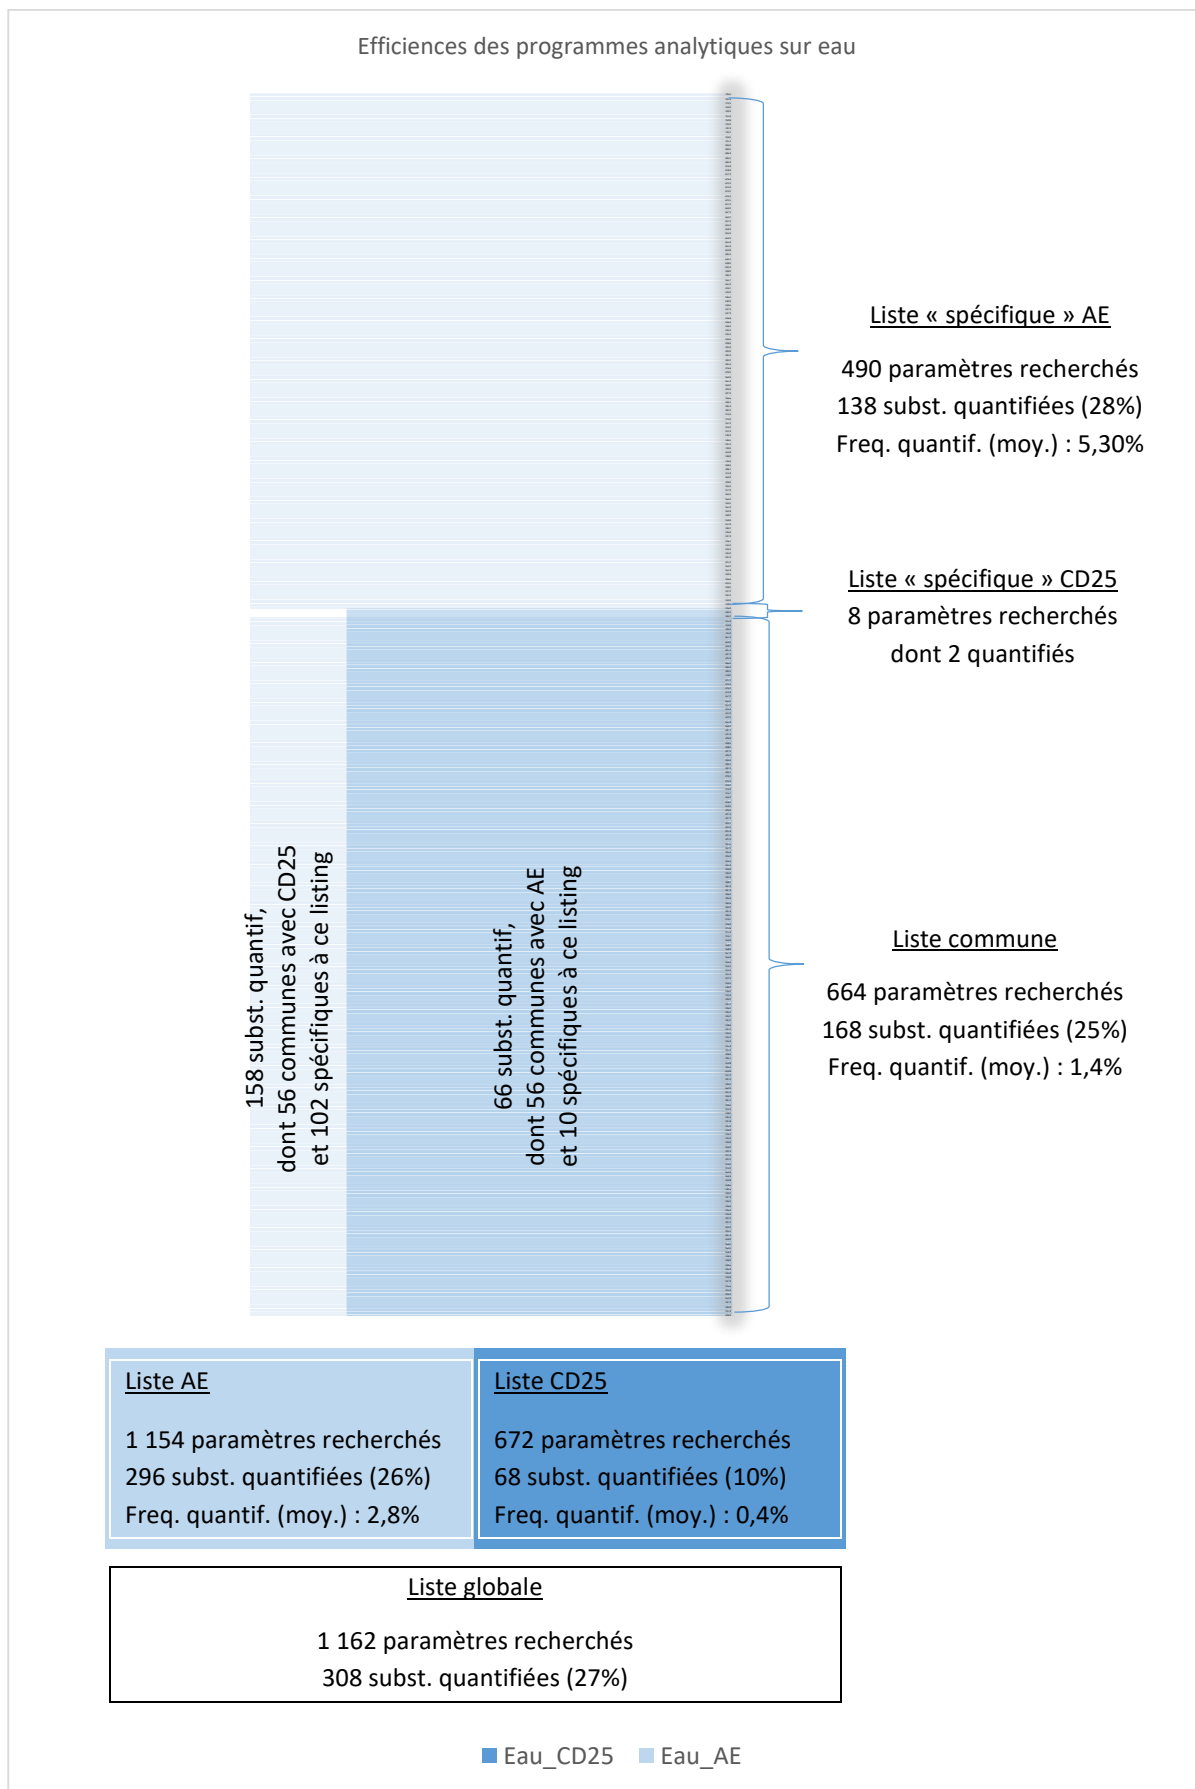 Efficiences des programmes analytiques sur eau
Liste « spécifique » AE
490 paramètres recherchés
138 subst. quantifiées (28%)
Freq. quantif. (moy.) : 5,30%
Liste « spécifique » CD25
8 paramètres recherchés
dont 2 quantifiés
158 subst. quantif,
dont 56 communes avec CD25
et 102 spécifiques à ce listing
66 subst. quantif,
dont 56 communes avec AE
et 10 spécifiques à ce listing
Liste commune
664 paramètres recherchés
168 subst. quantifiées (25%)
Freq. quantif. (moy.) : 1,4%
Liste AE
1 154 paramètres recherchés
296 subst. quantifiées (26%)
Freq. quantif. (moy.) : 2,8%
Liste CD25
672 paramètres recherchés
68 subst. quantifiées (10%)
Freq. quantif. (moy.) : 0,4%
Liste globale
1 162 paramètres recherchés
308 subst. quantifiées (27%)
Eau_CD25 Eau_AE